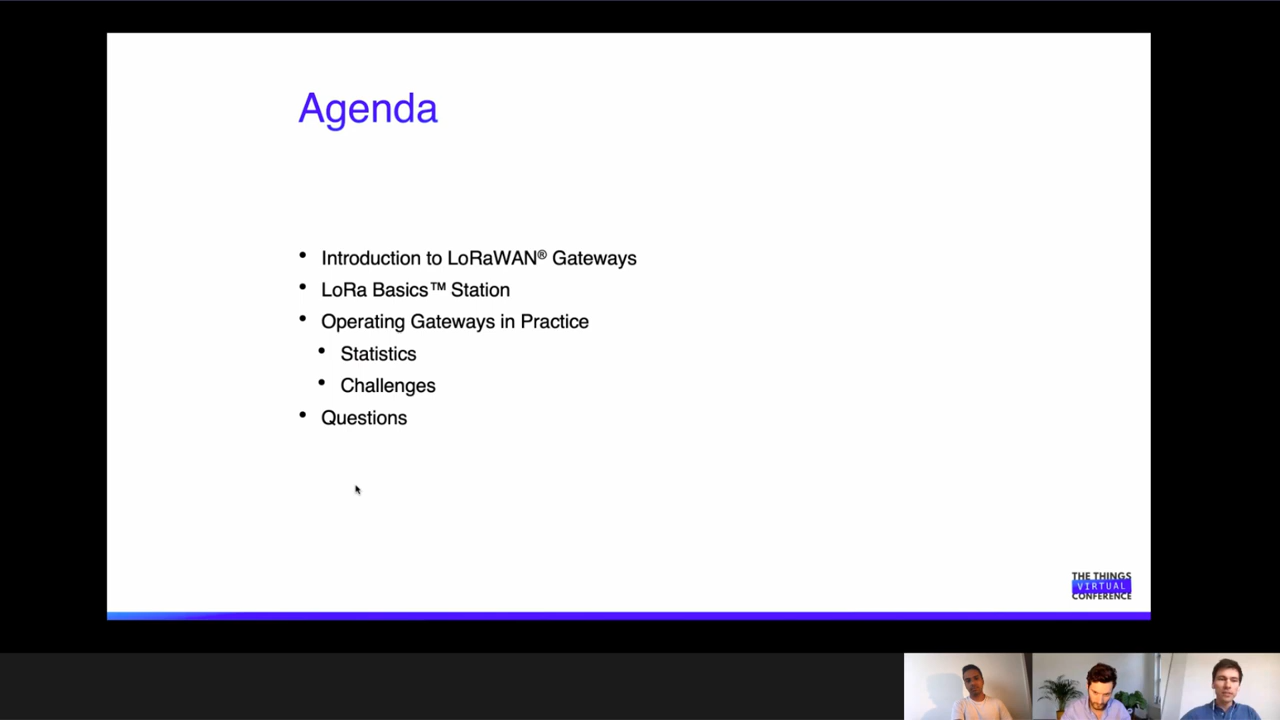 Agenda
• Introduction to LoRaWAN® Gateways
• LoRa Basics™ Station
• Operating Gateways in Practice
• Statistics
• Challenges
• Questions
THE THINGS
VIRTUAL
CONFERENCE